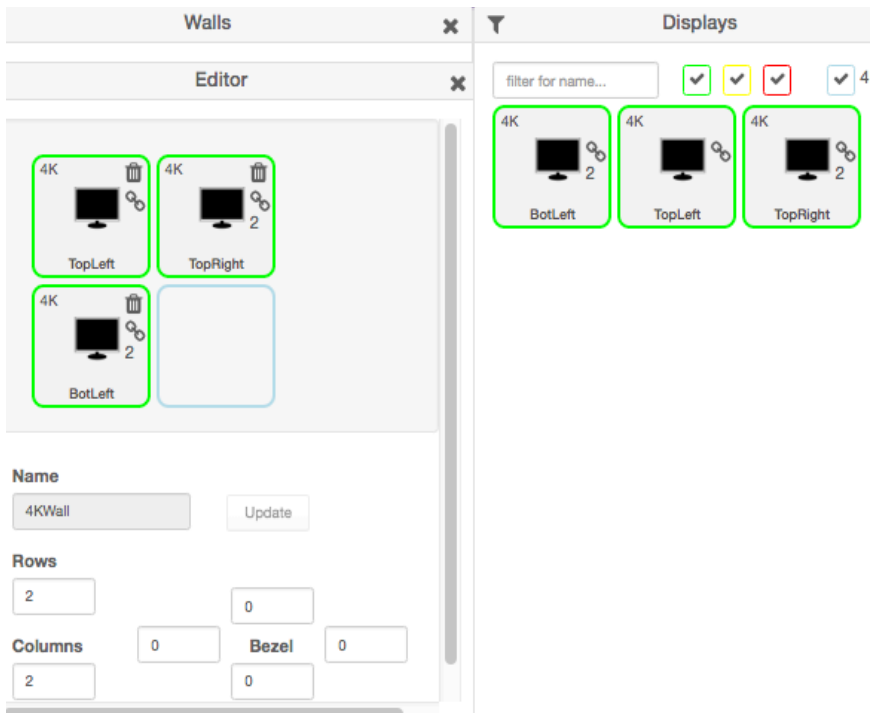 Walls
Editor
4K
TopLeft
4K
2
TopRight
4K
2
BotLeft
Name
4KWall
Update
Rows
2
0
Columns
0
Bezel
0
2
0
Displays
filter for name...
4
4K
2
BotLeft
4K
TopLeft
4K
2
TopRight